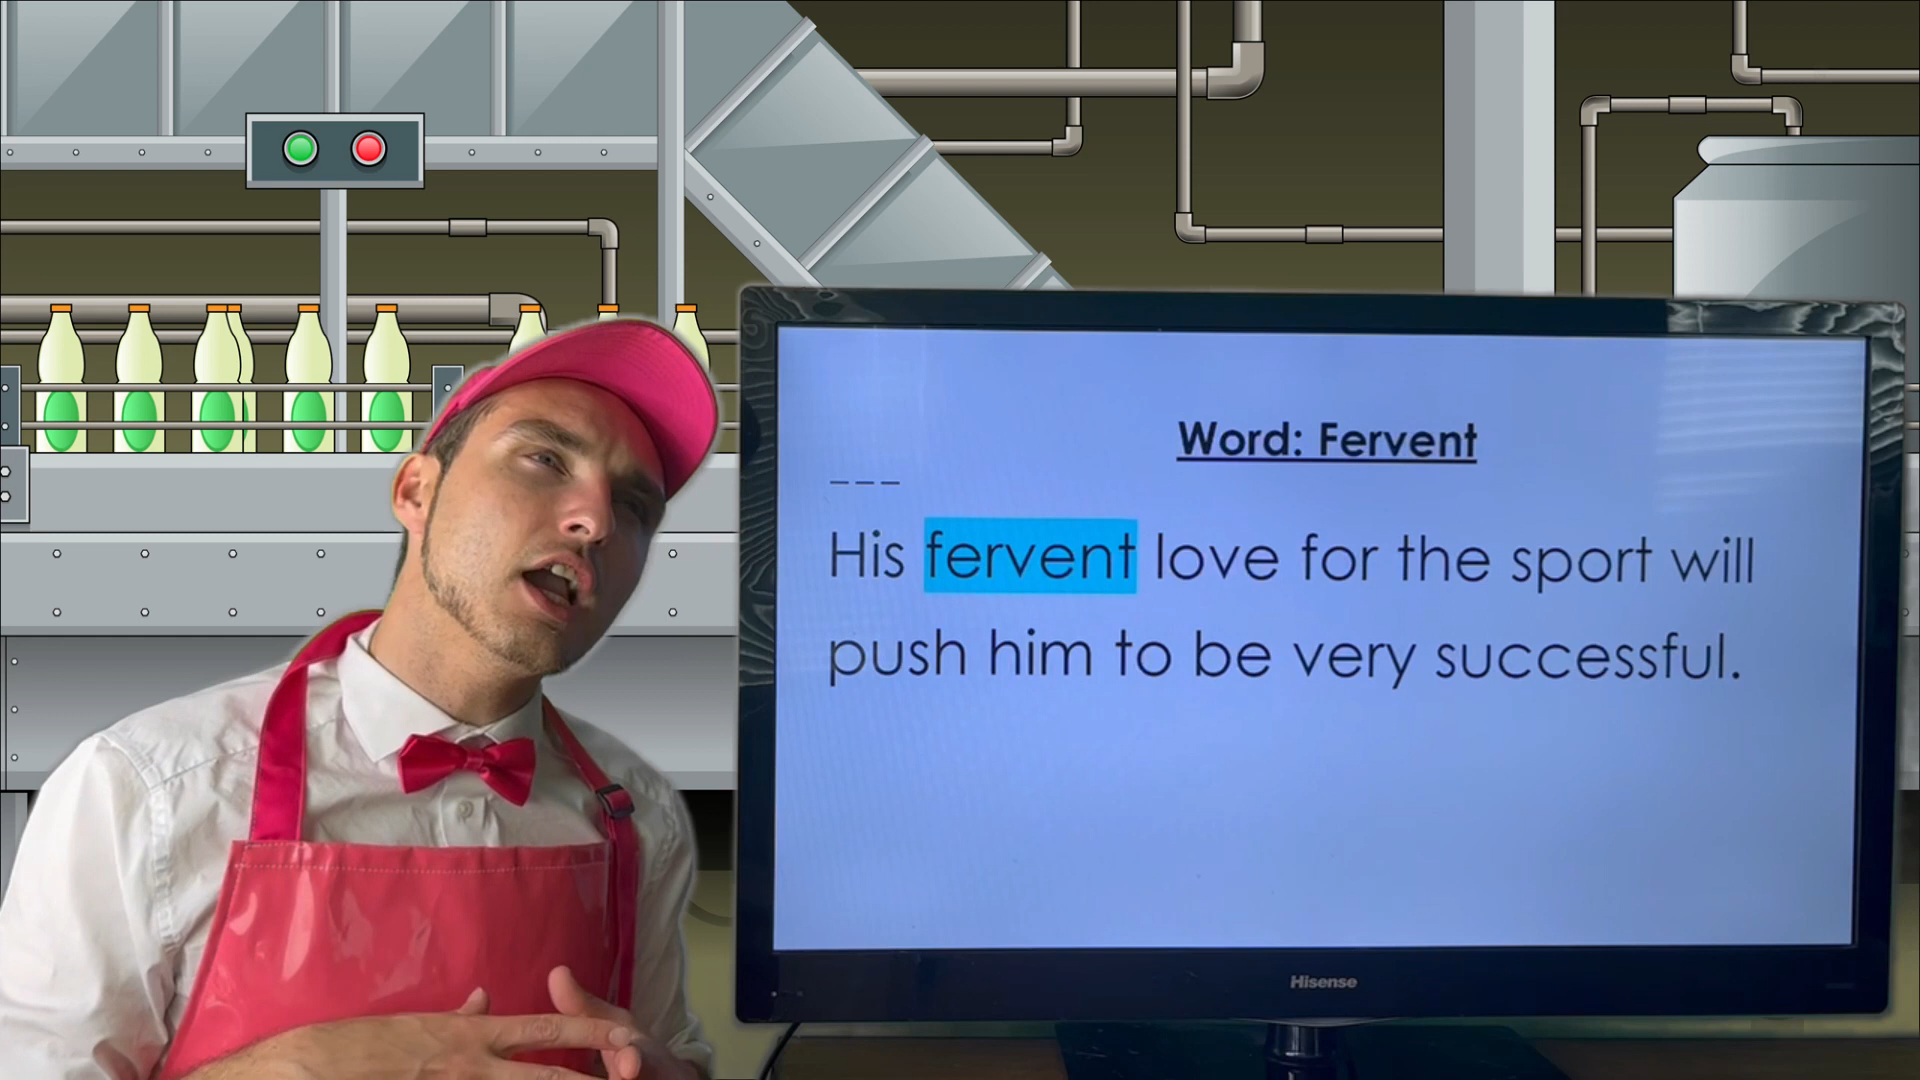 Word: Fervent
---
His fervent love for the sport will
push him to be very successful.
Hisense